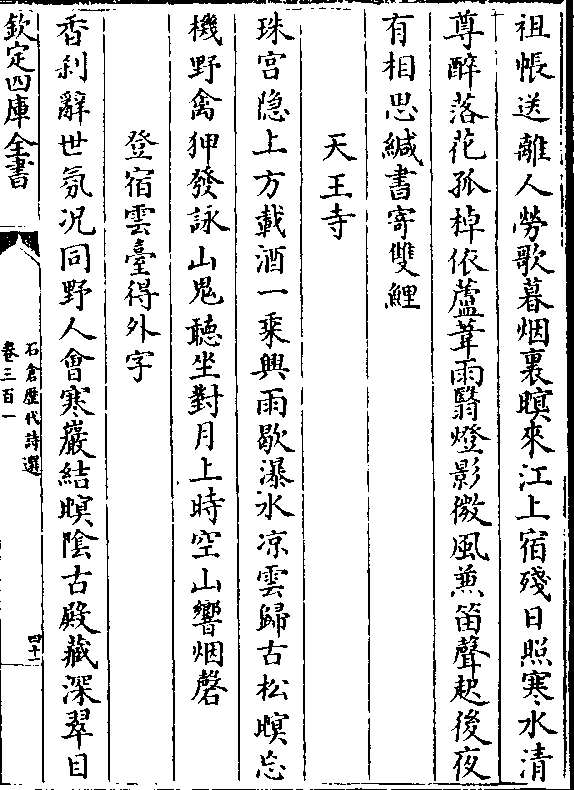 祖帳送離人勞歌暮烟裏暝來江上宿殘日照寒水清
尊醉落花孤棹依蘆葦雨翳燈影微風兼笛聲起後夜
有相思緘書寄雙鯉
天王寺
珠宫隐上方載酒一乘興雨歇瀑水凉雲歸古松暝忘
機野禽狎發詠山鬼聽坐對月上時空山響烟磬
登宿雲臺得外字
香刹辭世氛况同野人會寒巖結暝陰古殿藏深翠目
欽定四庫全書
石倉歷代詩選
卷三百一
四十一